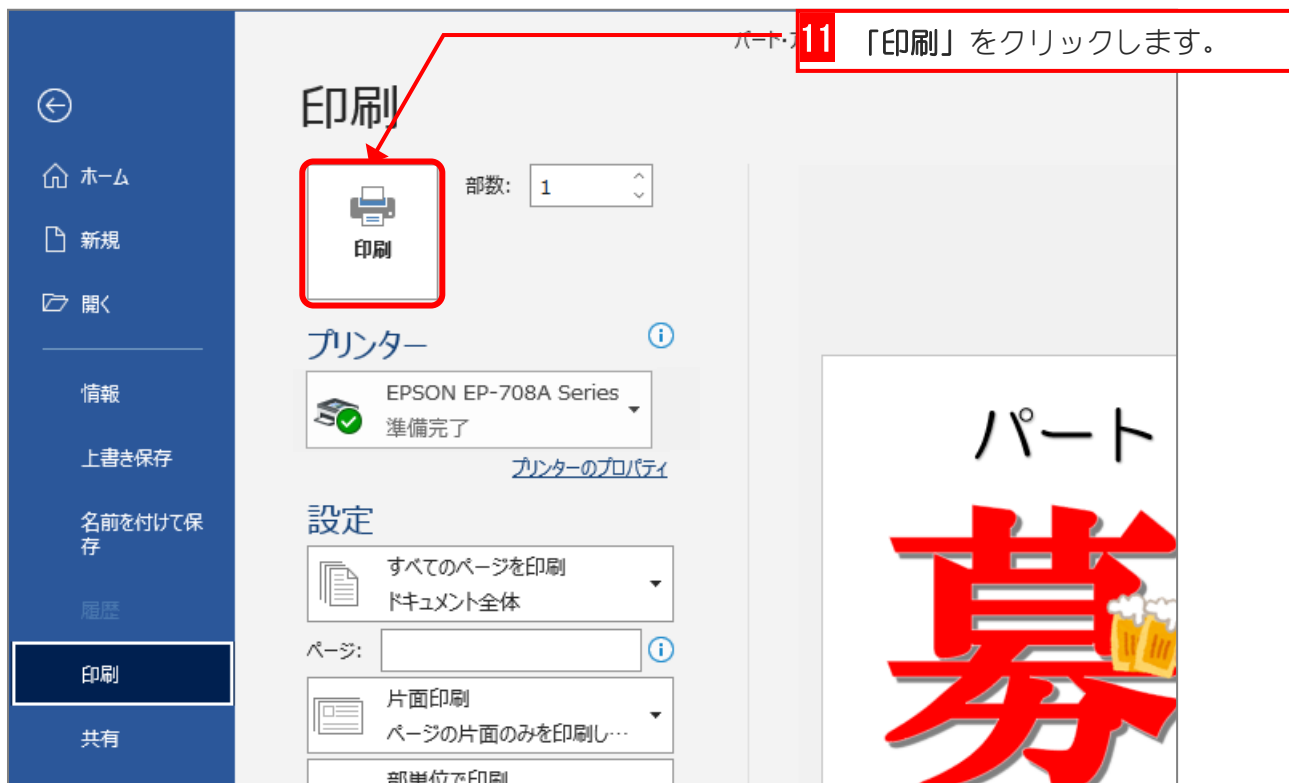 パート・
11 「印刷」をクリックします。
印刷
ホーム
新規
開く
情報
上書き保存
名前を付けて保
存
履歴
印刷
共有
印刷
部数: 1
プリンター
EPSON EP-708A Series
準備完了
プリンターのプロパティ
設定
すべてのページを印刷
ドキュメント全体
ページ:
片面印刷
ページの片面のみを印刷し…
部単位で印刷
パート
募